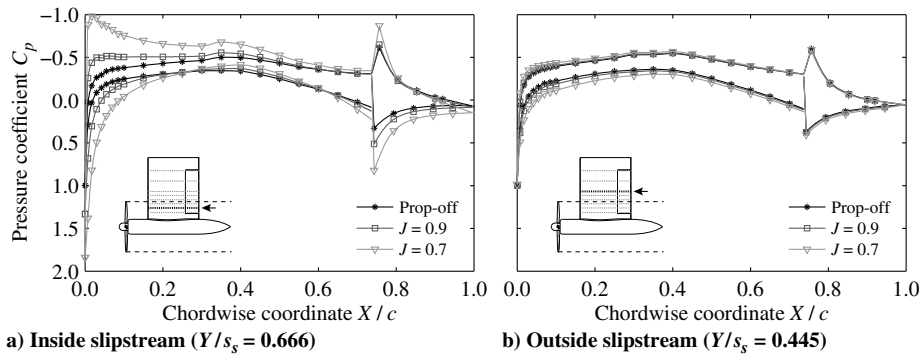 −1.0
−0.5
0.0
0.5
1.0
1.5
2.0
Pressure coefficient Cp
0.0 0.2 0.4 0.6 0.8 1.0
Chordwise coordinate X / c
Prop-off
J = 0.9
J = 0.7
a) Inside slipstream (Y/ss = 0.666)
0.0 0.2 0.4 0.6 0.8 1.0
Chordwise coordinate X / c
Prop-off
J = 0.9
J = 0.7
b) Outside slipstream (Y/ss = 0.445)